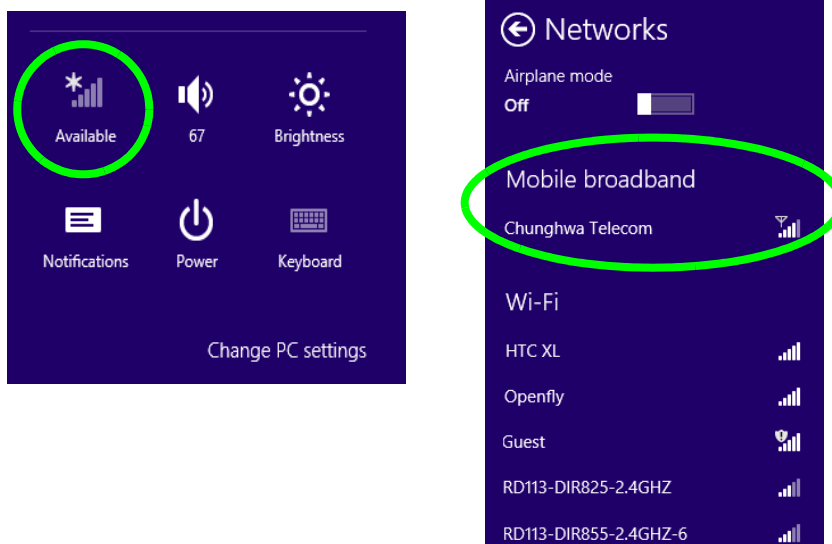 Available
67
Brightness
Notifications
Power
Keyboard
Change PC settings
Networks
Airplane mode
Off
Mobile broadband
Chunghwa Telecom
Wi-Fi
HTC XL
Openfly
Guest
RD113-DIR825-2.4GHZ
RD113-DIR855-2.4GHZ-6